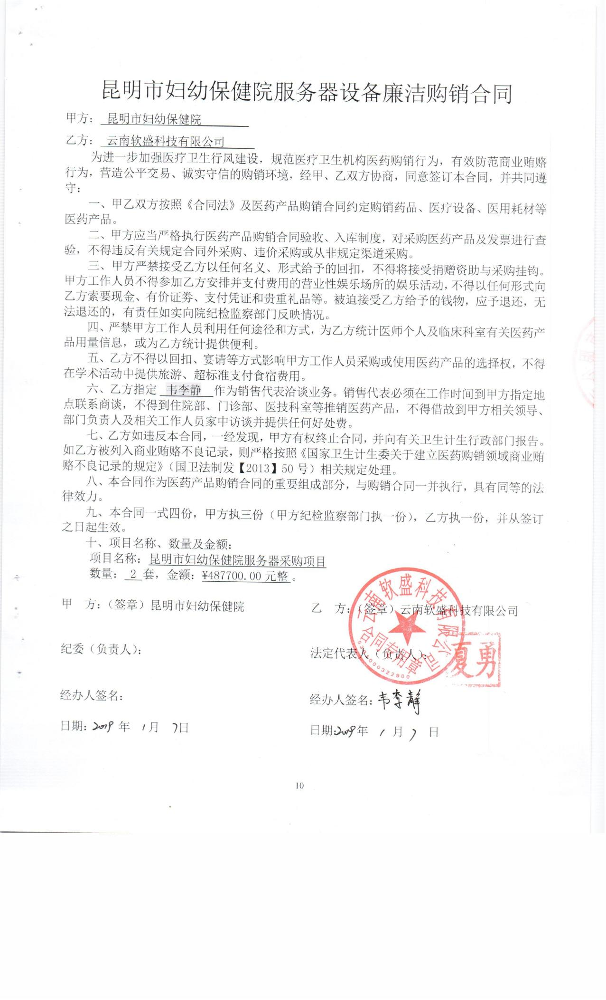 昆明市妇幼保健院服务器设备廉洁购销合同
甲方： 昆明市妇幼保健院
乙方： 云南软盛科技有限公司
为进一步加强医疗卫生行风建设，规范医疗卫生机构医药购销行为，有效防范商业贿赂
行为，营造公平交易、诚实守信的购销环境，经甲、乙双方协商，同意签订本合同，并共同遵
守：
一、甲乙双方按照《合同法》及医药产品购销合同约定购销药品、医疗设备、医用耗材等
医药产品。
二、甲方应当严格执行医药产品购销合同验收、入库制度，对采购医药产品及发票进行查
验，不得违反有关规定合同外采购、违价采购或从非规定渠道采购。
三、甲方严禁接受乙方以任何名义、形式给予的回扣，不得将接受捐赠资助与采购挂钩。
甲方工作人员不得参加乙方安排并支付费用的营业性娱乐场所的娱乐活动，不得以任何形式向
乙方索要现金、有价证券、支付凭证和贵重礼品等。被迫接受乙方给予的钱物，应予退还，无
法退还的，有责任如实向院纪检监察部门反映情况。
四、严禁甲方工作人员利用任何途径和方式，为乙方统计医师个人及临床科室有关医药产
品用量信息，或为乙方统计提供便利。
五、乙方不得以回扣、宴请等方式影响甲方工作人员采购或使用医药产品的选择权，不得
在学术活动中提供旅游、超标准支付食宿费用。
六、乙方指定 韦李静 作为销售代表洽谈业务。销售代表必须在工作时间到甲方指定地
点联系商谈，不得到住院部、门诊部、医技科室等推销医药产品，不得借故到甲方相关领导、
部门负责人及相关工作人员家中访谈并提供任何好处费。
七、乙方如违反本合同，一经发现，甲方有权终止合同，并向有关卫生计生行政部门报告。
如乙方被列入商业贿赂不良记录，则严格按照《国家卫生计生委关于建立医药购销领域商业贿
赂不良记录的规定》（国卫法制发【2013】50 号）相关规定处理。
八、本合同作为医药产品购销合同的重要组成部分，与购销合同一并执行，具有同等的法
律效力。
九、本合同一式四份，甲方执三份（甲方纪检监察部门执一份），乙方执一份，并从签订
之日起生效。
十、项目名称、数量及金额：
项目名称：昆明市妇幼保健院服务器采购项目
数量： 2 套，金额：¥487700.00 元整。
甲 方：（签章）昆明市妇幼保健院
乙 方：（签章）云南软盛科技有限公司
云南软盛科技有限公司
合同专用章
5301000322900
纪委（负责人）：
法定代表人（负责人）：
夏勇
经办人签名：
经办人签名：韦李静
日期：2019 年 1 月 7 日
日期：2019 年 1 月 7 日
10